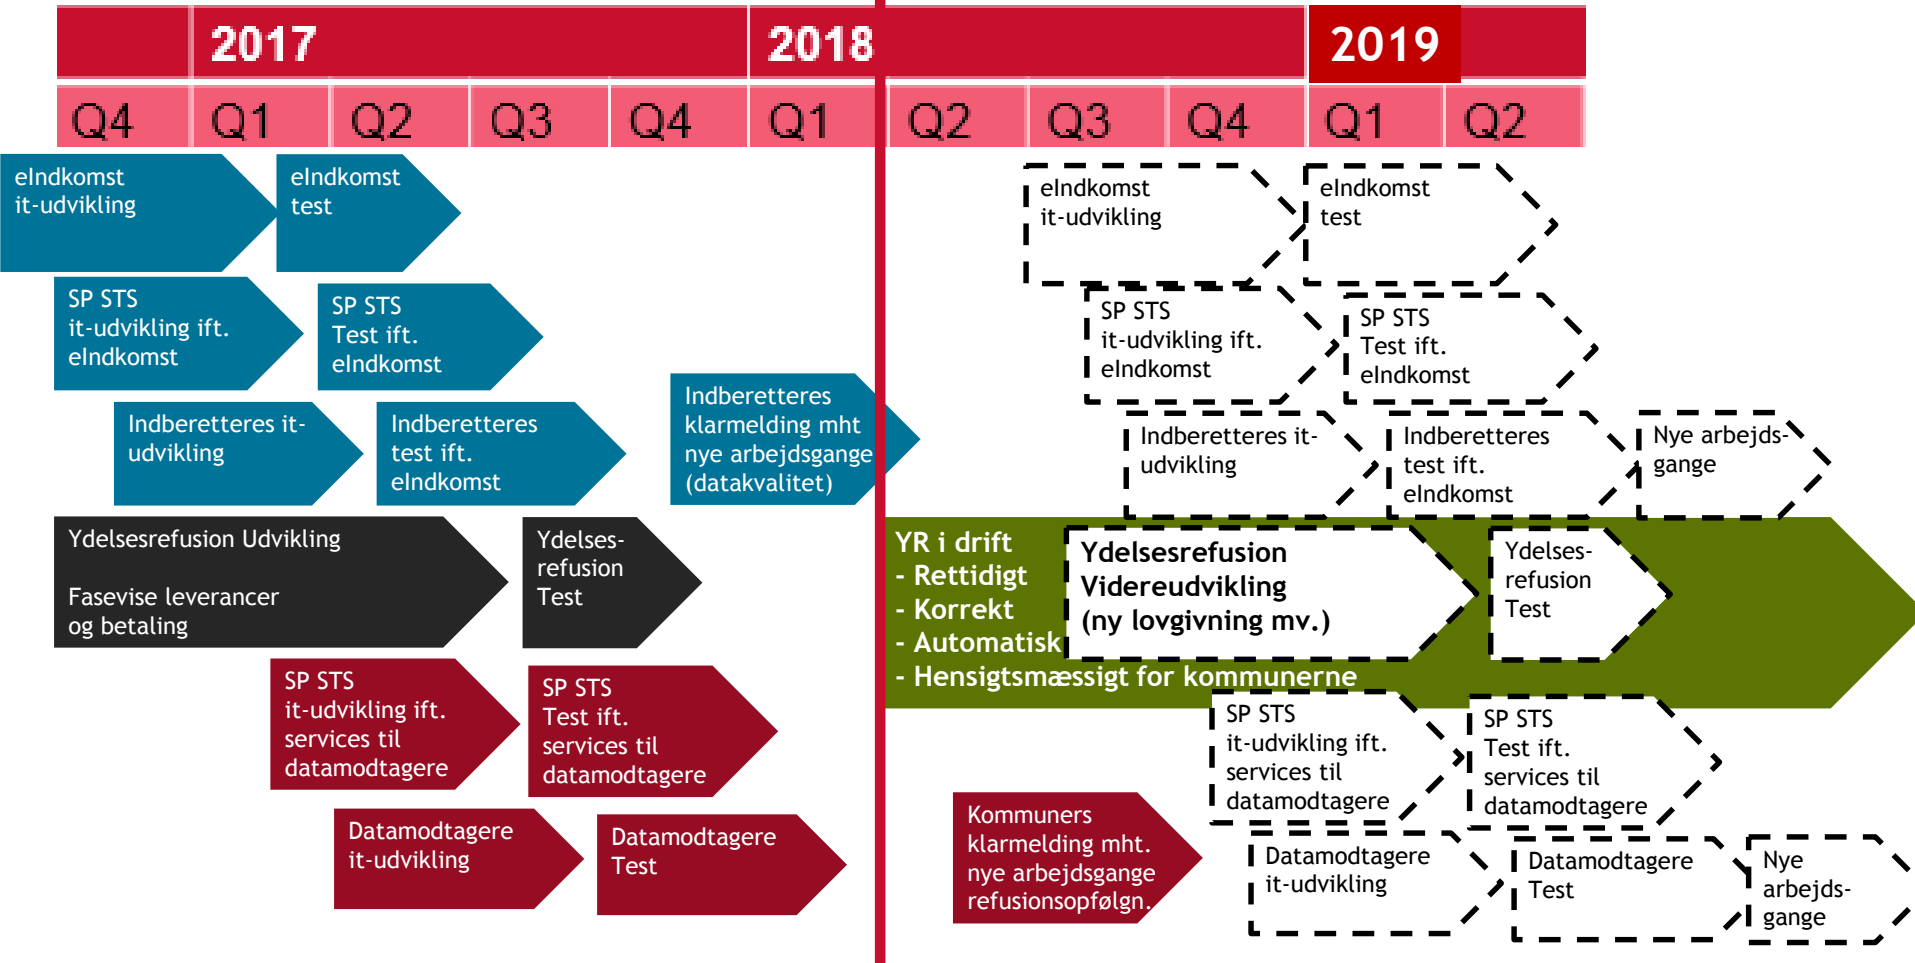 2017
2018
2019
Q4
Q1
Q2
Q3
Q4
Q1
Q2
Q3
Q4
Q1
Q2
eIndkomst
it-udvikling
eIndkomst
test
eIndkomst
it-udvikling
eIndkomst
test
SP STS
it-udvikling ift.
eIndkomst
SP STS
Test ift.
eIndkomst
SP STS
it-udvikling ift.
eIndkomst
SP STS
Test ift.
eIndkomst
Indberetteres it-
udvikling
Indberetteres
test ift.
eIndkomst
Indberetteres
klarmelding mht
nye arbejdsgange
(datakvalitet)
Indberetteres it-
udvikling
Indberetteres
test ift.
eIndkomst
Nye arbejds-
gange
Ydelsesrefusion Udvikling
Fasevise leverancer
og betaling
Ydelses-
refusion
Test
YR i drift
- Rettidigt
- Korrekt
- Automatisk
- Hensigtsmæssigt for kommunerne
Ydelsesrefusion
Videreudvikling
(ny lovgivning mv.)
Ydelses-
refusion
Test
SP STS
it-udvikling ift.
services til
datamodtagere
SP STS
Test ift.
services til
datamodtagere
SP STS
it-udvikling ift.
services til
datamodtagere
SP STS
Test ift.
services til
datamodtagere
Datamodtagere
it-udvikling
Datamodtagere
Test
Kommuners
klarmelding mht.
nye arbejdsgange
refusionsopfølgn.
Datamodtagere
it-udvikling
Datamodtagere
Test
Nye
arbejds-
gange